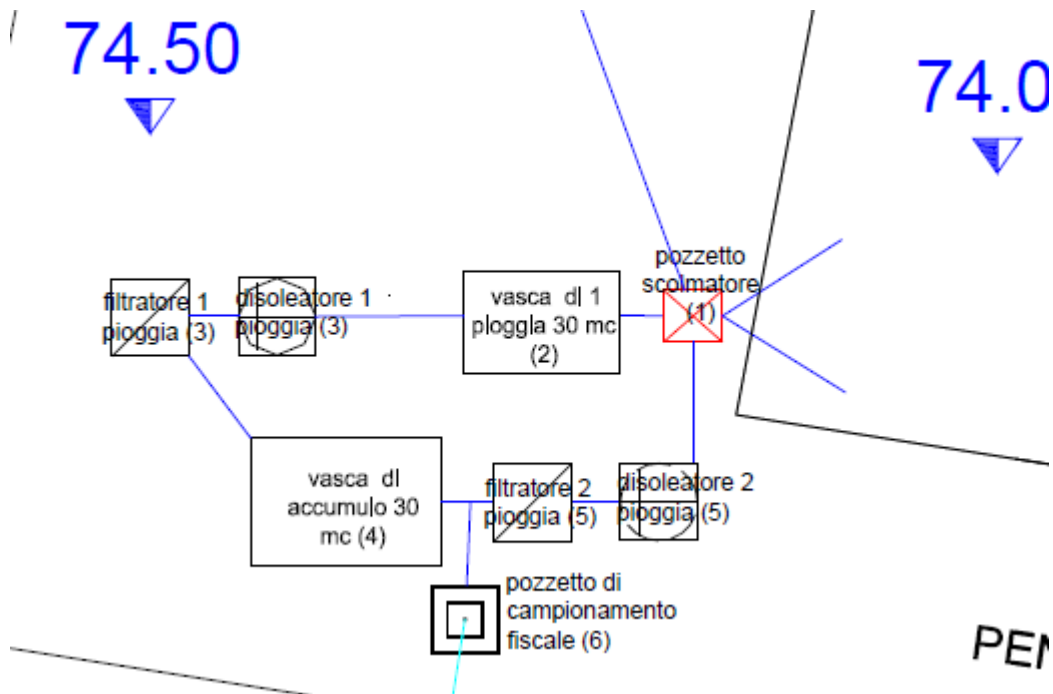 74.50
74.0
pozzetto
scolmatore
(1)
filtratore 1
pioggia (3)
disoleatore 1
pioggia (3)
vasca di 1
pioggia 30 mc
(2)
vasca di
accumulo 30
mc (4)
filtratore 2
pioggia (5)
disoleatore 2
pioggia (5)
pozzetto di
campionamento
fiscale (6)
PEN